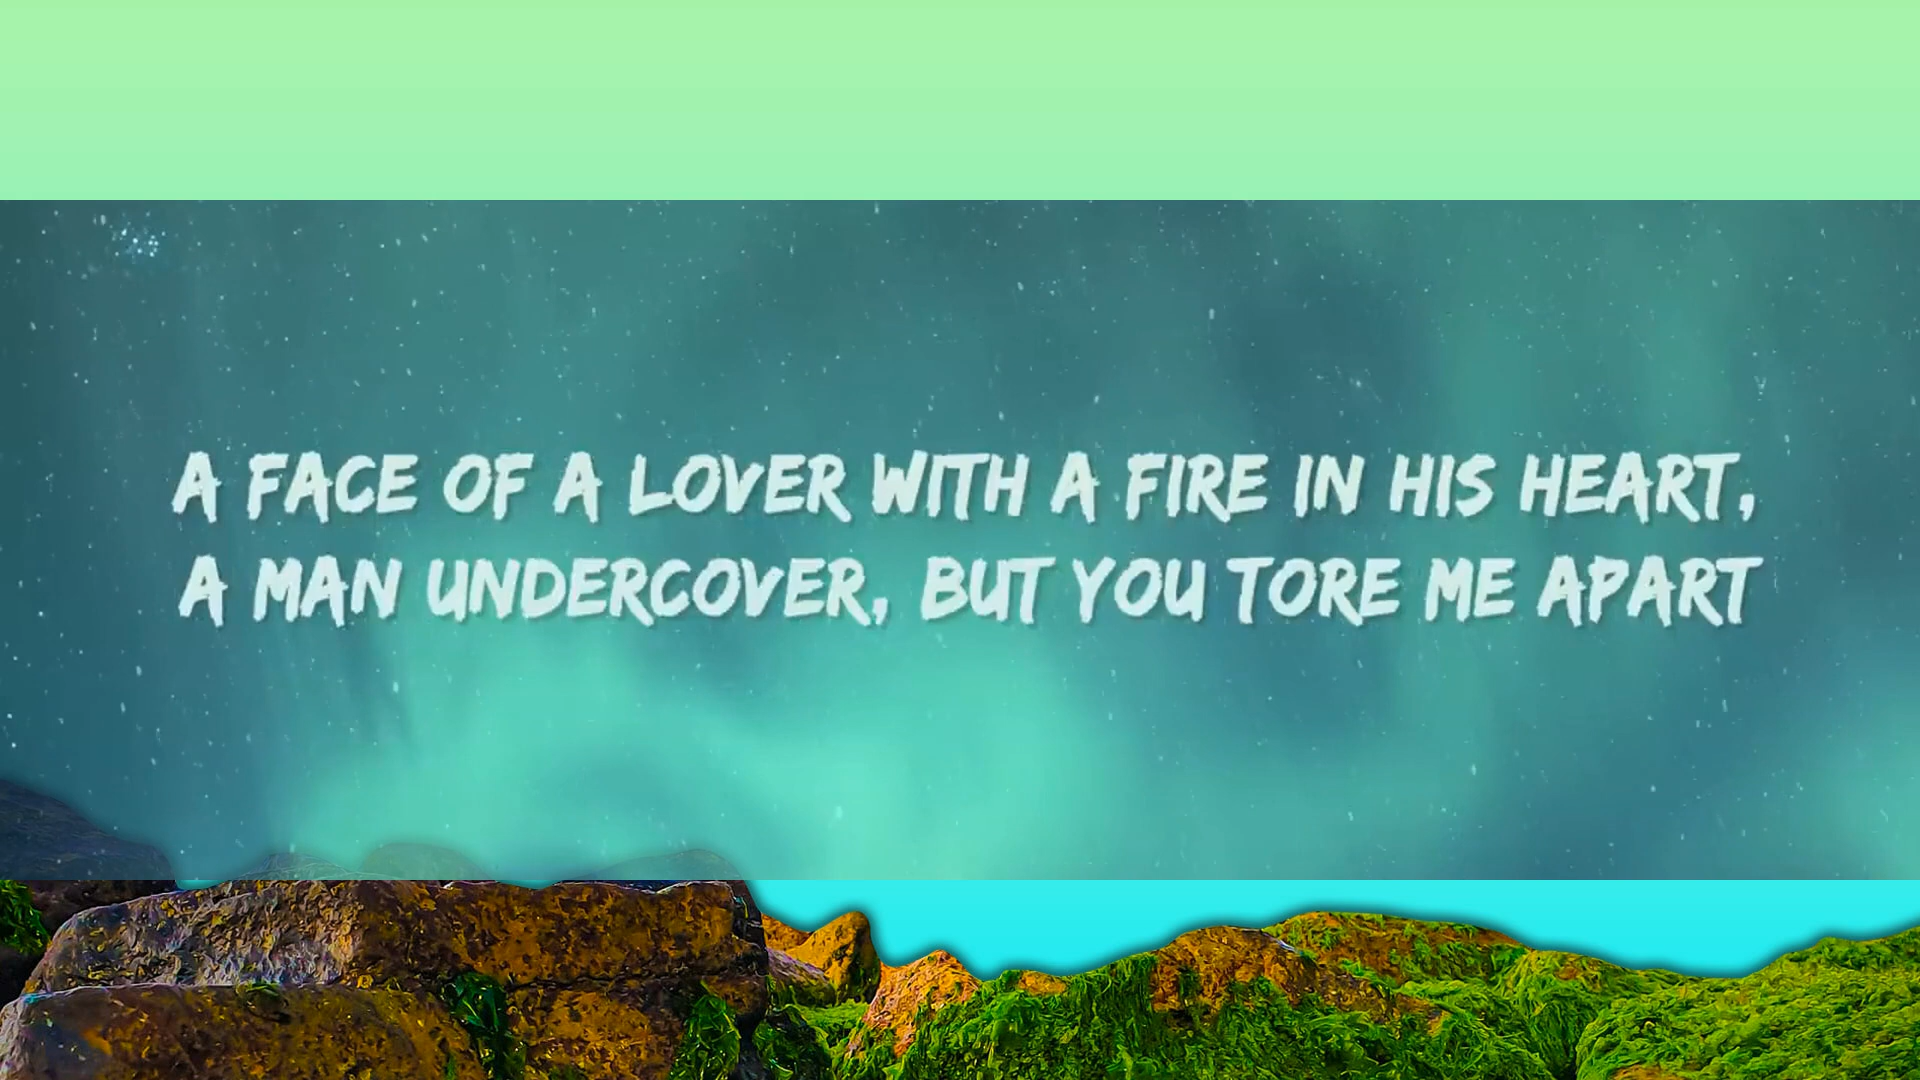 A FACE OF A LOVER WITH A FIRE IN HIS HEART,
A MAN UNDERCOVER, BUT YOU TORE ME APART